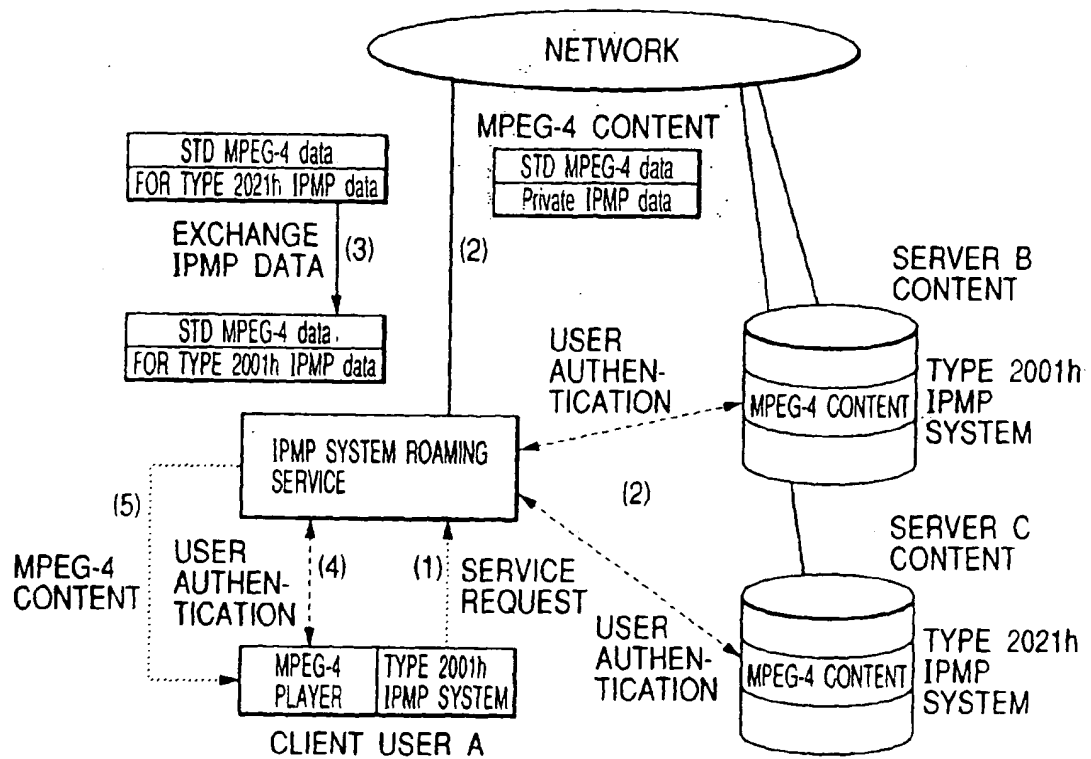 NETWORK
MPEG-4 CONTENT
STD MPEG-4 data
Private IPMP data
STD MPEG-4 data
FOR TYPE 2021h IPMP data
EXCHANGE
IPMP DATA
(3)
(2)
STD MPEG-4 data
FOR TYPE 2001h IPMP data
SERVER B
CONTENT
USER
AUTHEN-
TICATION
MPEG-4 CONTENT
TYPE 2001h
IPMP
SYSTEM
IPMP SYSTEM ROAMING
SERVICE
(2)
(5)
MPEG-4
CONTENT
USER
AUTHEN-
TICATION
(4)
(1)
SERVICE
REQUEST
SERVER C
CONTENT
USER
AUTHEN-
TICATION
MPEG-4 CONTENT
TYPE 2021h
IPMP
SYSTEM
MPEG-4
PLAYER
TYPE 2001h
IPMP SYSTEM
CLIENT USER A